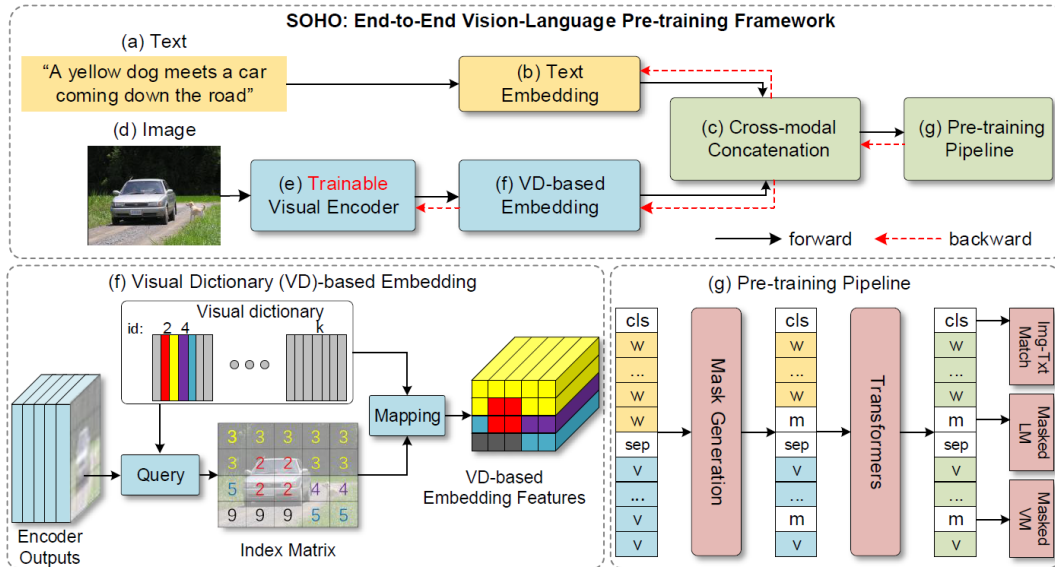 SOHO: End-to-End Vision-Language Pre-training Framework
(a) Text
“A yellow dog meets a car
coming down the road”
(b) Text
Embedding
(c) Cross-modal
Concatenation
(g) Pre-training
Pipeline
(d) Image
(e) Trainable
Visual Encoder
(f) VD-based
Embedding
forward
backward
(f) Visual Dictionary (VD)-based Embedding
Visual dictionary
id: 2 4 k
Query
Mapping
3 3 3 3 3
3 2 2 3 3
5 2 2 4 4
9 9 9 5 5
Encoder
Outputs
Index Matrix
VD-based
Embedding Features
(g) Pre-training Pipeline
cls
w
...
w
w
sep
v
...
v
v
Mask Generation
cls
w
...
w
m
sep
v
...
m
v
Transformers
cls
w
...
w
m
sep
v
...
m
v
Img-Txt
Match
Masked
LM
Masked
VM